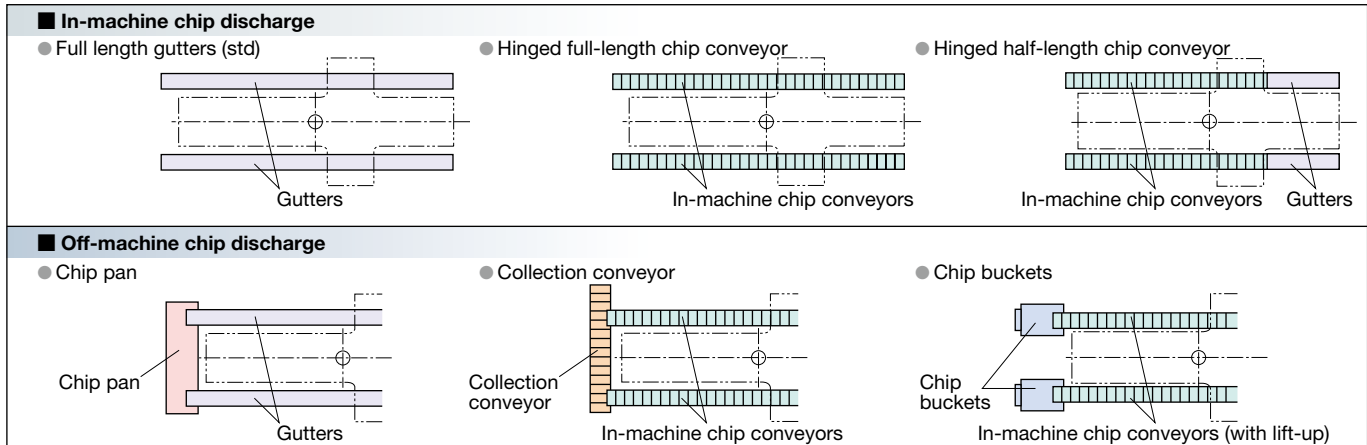 ■ In-machine chip discharge
● Full length gutters (std)
● Hinged full-length chip conveyor
● Hinged half-length chip conveyor
Gutters
In-machine chip conveyors
In-machine chip conveyors
Gutters
■ Off-machine chip discharge
● Chip pan
● Collection conveyor
● Chip buckets
Chip pan
Gutters
Collection
conveyor
In-machine chip conveyors
Chip
buckets
In-machine chip conveyors (with lift-up)